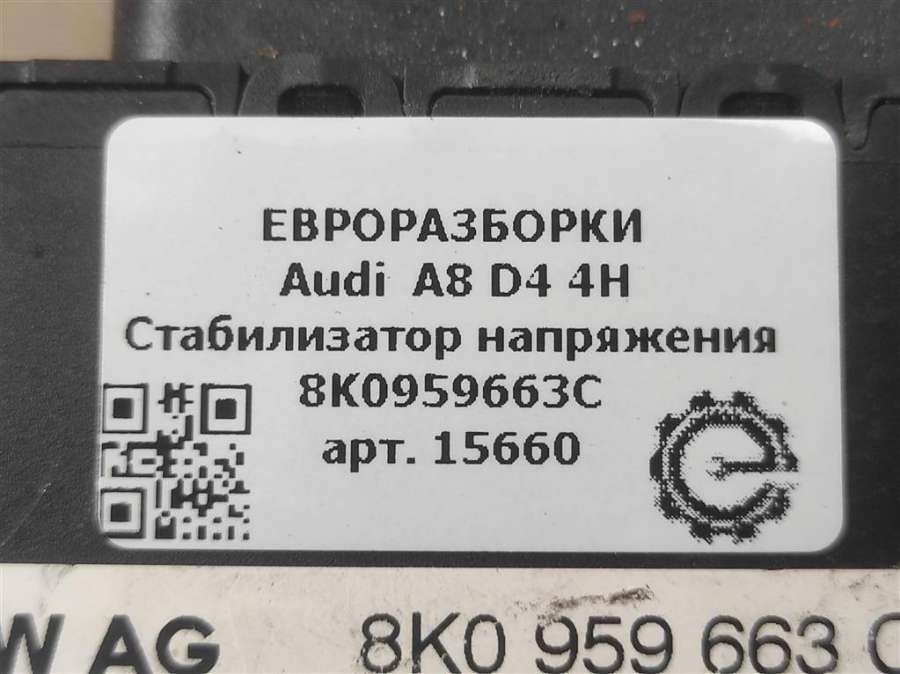 ЕВРОРАЗБОРКИ
Audi A8 D4 4H
Стабилизатор напряжения
8K0959663C
арт. 15660
W AG 8K0 959 663 C